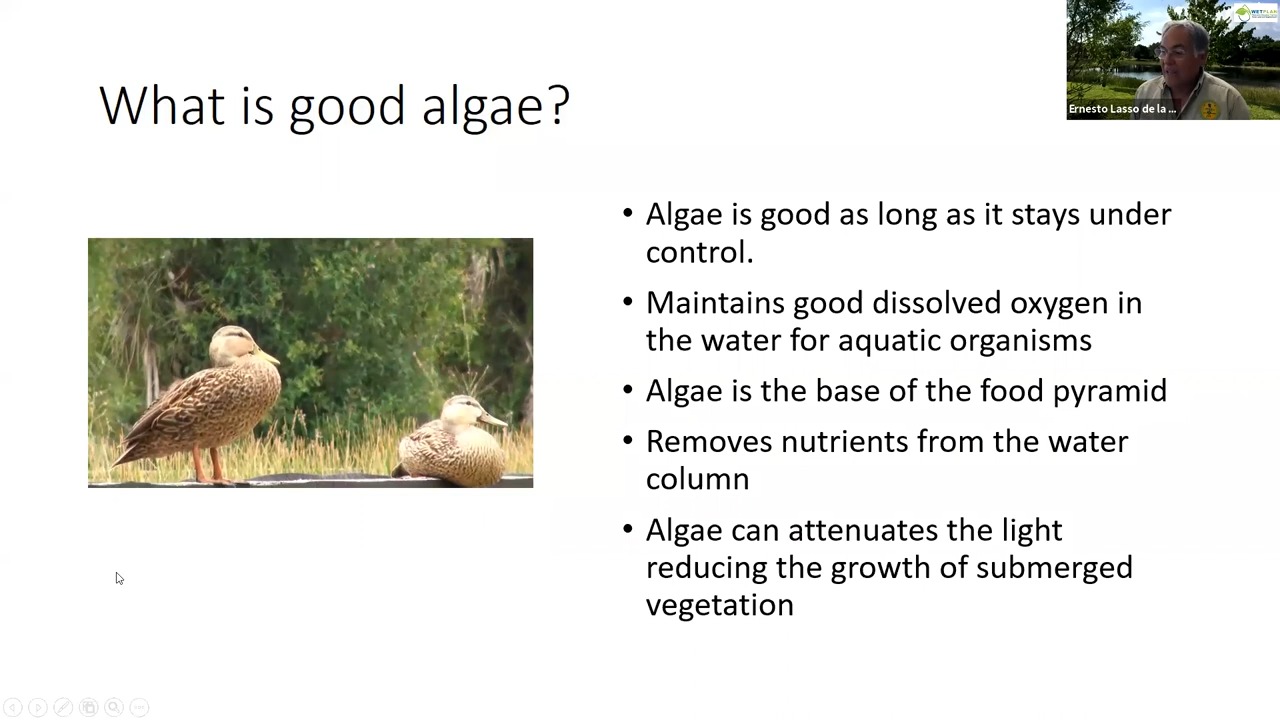 What is good algae?
WETPLAN
Ernesto Lasso de la ...
• Algae is good as long as it stays under
control.
• Maintains good dissolved oxygen in
the water for aquatic organisms
• Algae is the base of the food pyramid
• Removes nutrients from the water
column
• Algae can attenuates the light
reducing the growth of submerged
vegetation